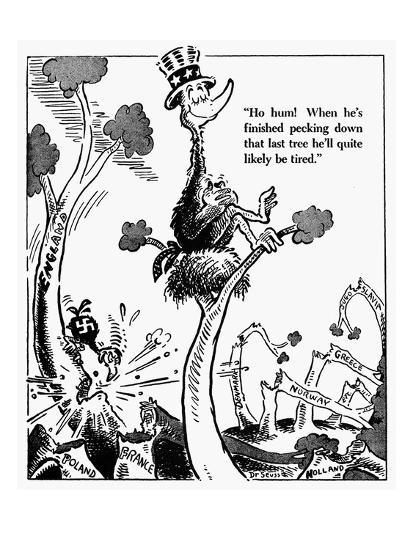 “Ho hum! When he's
finished pecking down
that last tree he'll quite
likely be tired.”
ENGLAND
SLAVIA
GREECE
NORWAY
DENMARK
POLAND
FRANCE
HOLLAND
Dr Seuss